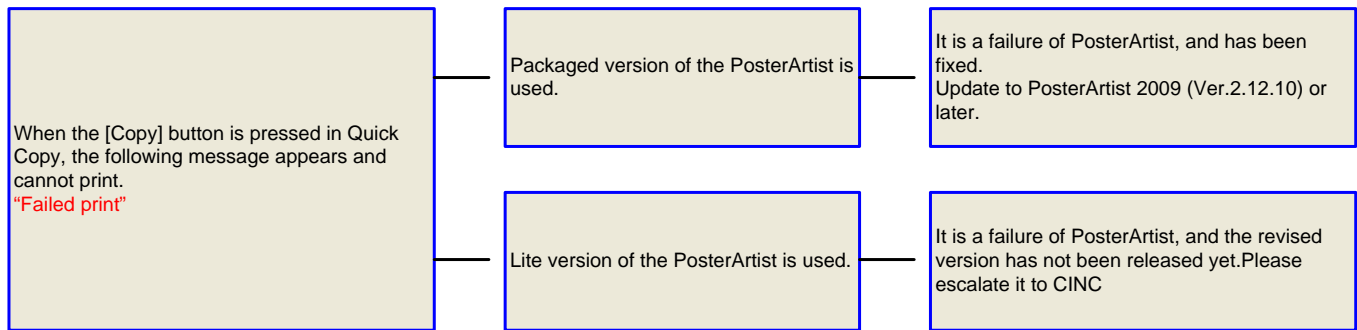 When the [Copy] button is pressed in Quick
Copy, the following message appears and
cannot print.
“Failed print”
Packaged version of the PosterArtist is
used.
It is a failure of PosterArtist, and has been
fixed.
Update to PosterArtist 2009 (Ver.2.12.10) or
later.
Lite version of the PosterArtist is used.
It is a failure of PosterArtist, and the revised
version has not been released yet.Please
escalate it to CINC